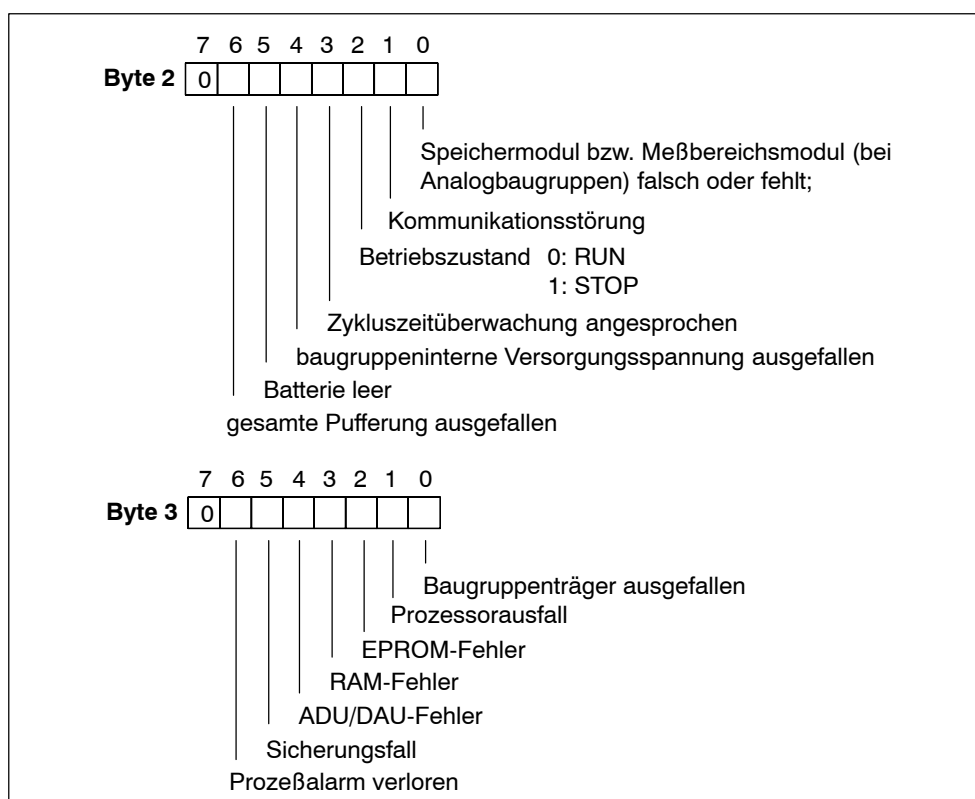 7 6 5 4 3 2 1 0
Byte 2 0
Speichermodul bzw. Meßbereichsmodul (bei
Analogbaugruppen) falsch oder fehlt;
Kommunikationsstörung
Betriebszustand 0: RUN
1: STOP
Zykluszeitüberwachung angesprochen
baugruppeninterne Versorgungsspannung ausgefallen
Batterie leer
gesamte Pufferung ausgefallen
7 6 5 4 3 2 1 0
Byte 3 0
Baugruppenträger ausgefallen
Prozessorausfall
EPROM-Fehler
RAM-Fehler
ADU/DAU-Fehler
Sicherungsfall
Prozeßalarm verloren